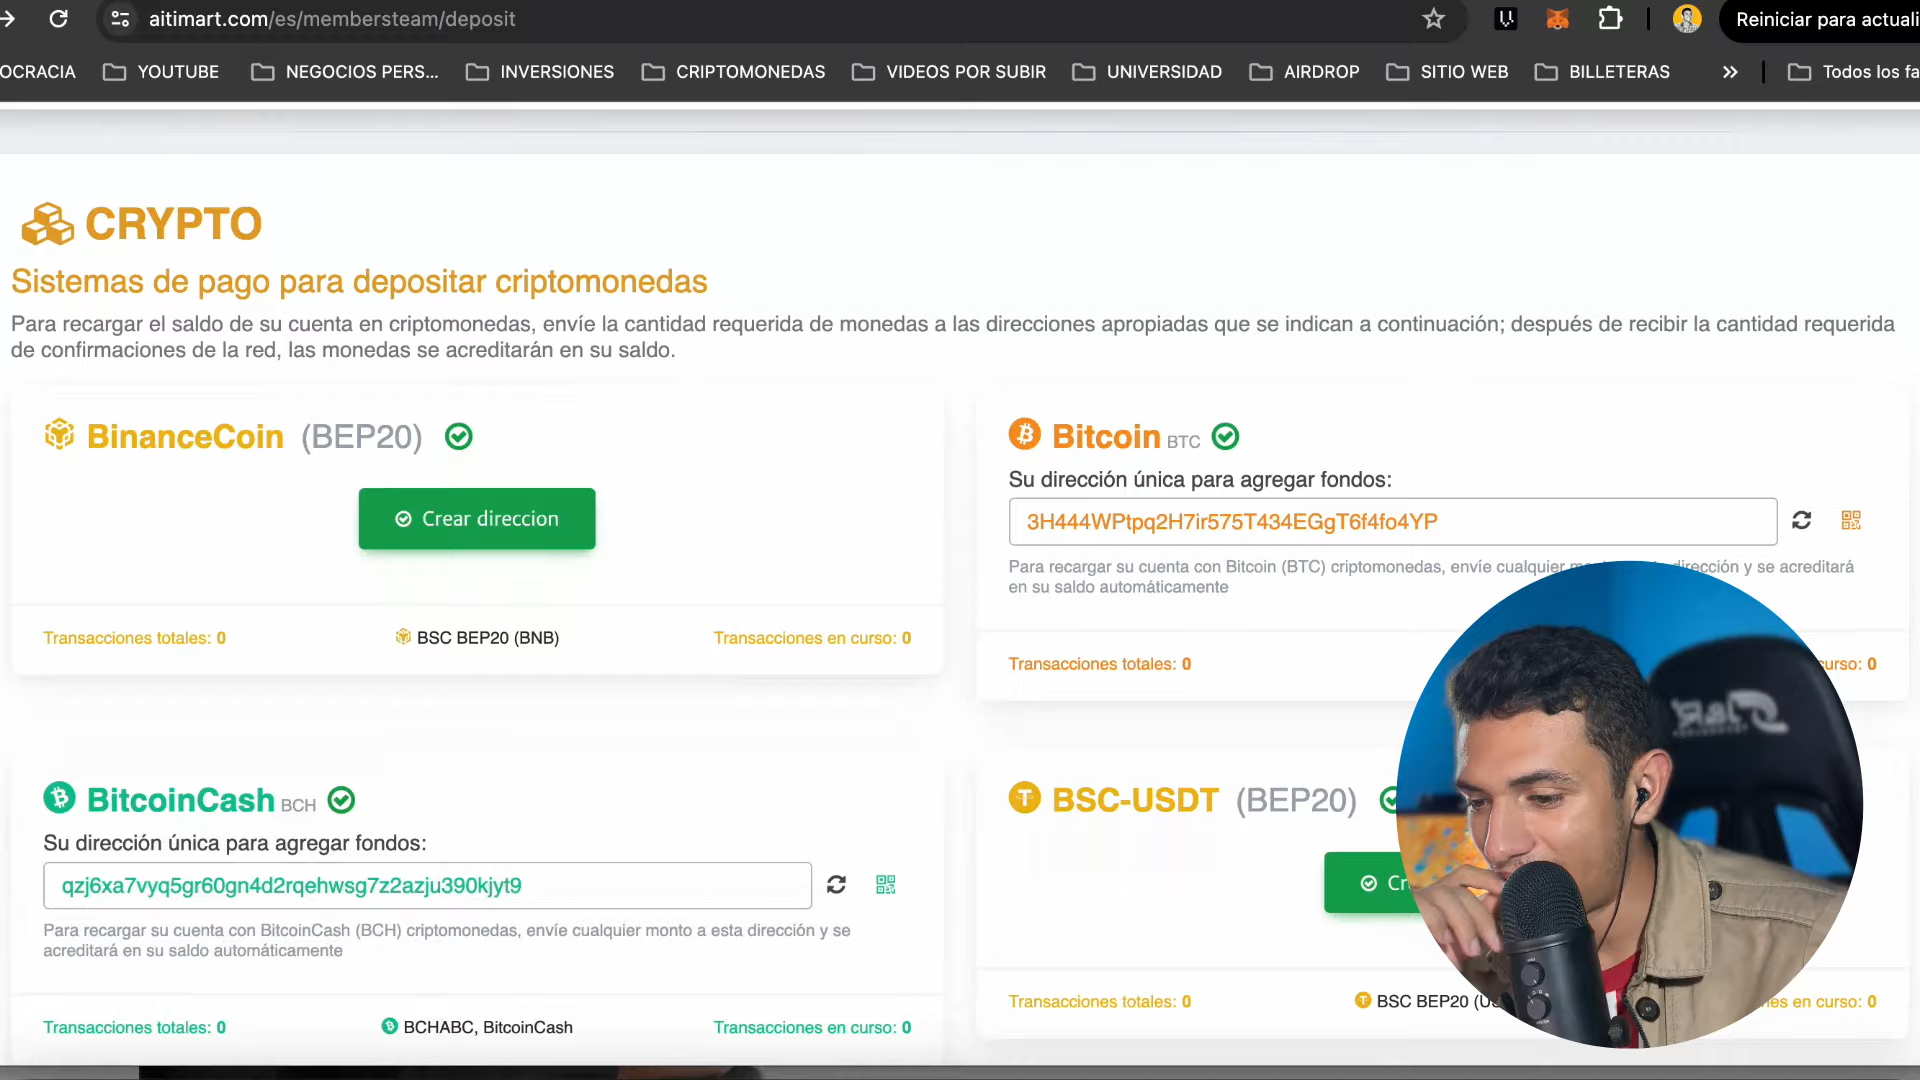 aitimart.com/es/membersteam/deposit
Reiniciar para actuali
OCRACIA YOUTUBE NEGOCIOS PERS... INVERSIONES CRIPTOMONEDAS VIDEOS POR SUBIR UNIVERSIDAD AIRDROP SITIO WEB BILLETERAS » Todos los fa
CRYPTO
Sistemas de pago para depositar criptomonedas
Para recargar el saldo de su cuenta en criptomonedas, envíe la cantidad requerida de monedas a las direcciones apropiadas que se indican a continuación; después de recibir la cantidad requerida
de confirmaciones de la red, las monedas se acreditarán en su saldo.
BinanceCoin (BEP20)
Crear direccion
Transacciones totales: 0 BSC BEP20 (BNB) Transacciones en curso: 0
Bitcoin BTC
Su dirección única para agregar fondos:
3H444WPtpq2H7ir575T434EGgT6f4fo4YP
Para recargar su cuenta con Bitcoin (BTC) criptomonedas, envíe cualquier dirección y se acreditará
en su saldo automáticamente
Transacciones totales: 0 curso: 0
BitcoinCash BCH
Su dirección única para agregar fondos:
qzj6xa7vyq5gr60gn4d2rqehwsg7z2azju390kjyt9
Para recargar su cuenta con BitcoinCash (BCH) criptomonedas, envíe cualquier monto a esta dirección y se
acreditará en su saldo automáticamente
Transacciones totales: 0 BCHABC, BitcoinCash Transacciones en curso: 0
BSC-USDT (BEP20)
Transacciones totales: 0 BSC BEP20 en curso: 0